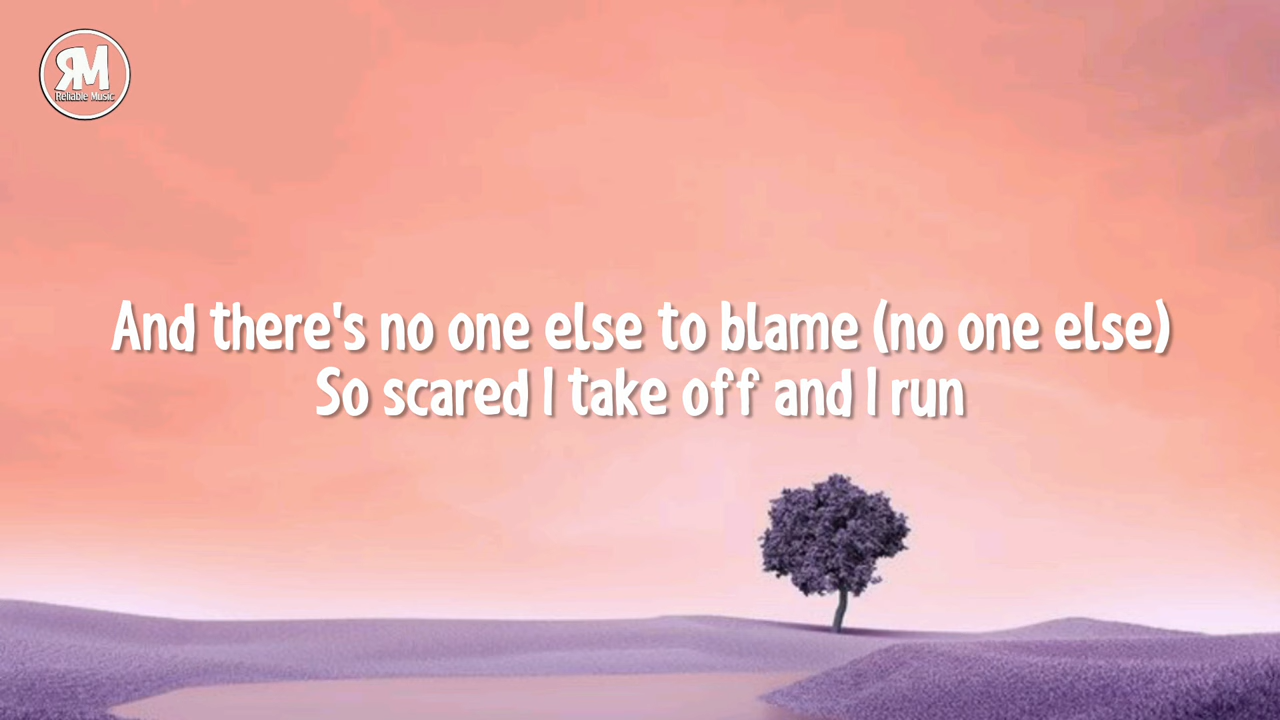 RM
Reliable Music
And there's no one else to blame (no one else)
So scared I take off and I run